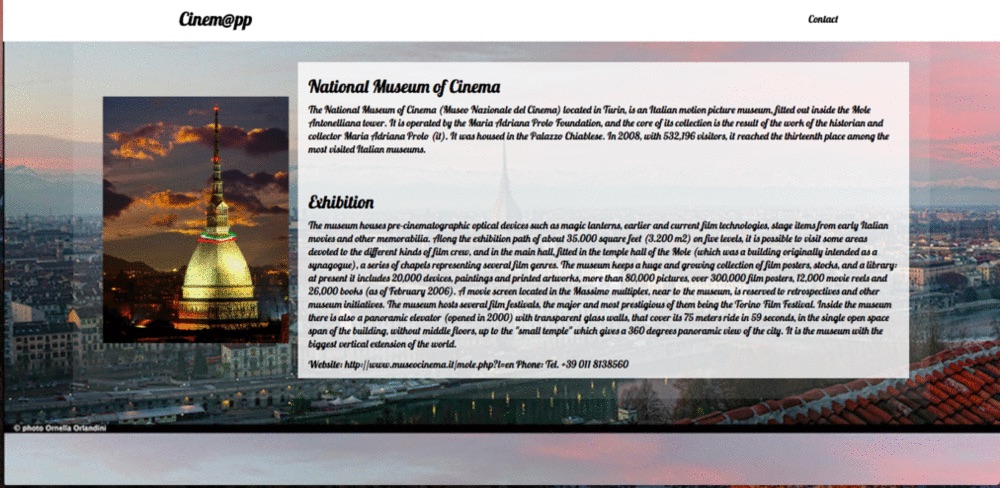 Cinem@pp
Contact
National Museum of Cinema
The National Museum of Cinema (Museo Nazionale del Cinema) located in Turin, is an Italian motion picture museum, fitted out inside the Mole
Antonelliana tower. It is operated by the Maria Adriana Prolo Foundation, and the core of its collection is the result of the work of the historian and
collector Maria Adriana Prolo (it). It was housed in the Palazzo Chiablese. In 2008, with 532,196 visitors, it reached the thirteenth place among the
most visited Italian museums.
Exhibition
The museum houses pre-cinematographic optical devices such as magic lanterns, earlier and current film technologies, stage items from early Italian
movies and other memorabilia. Along the exhibition path of about 35,000 square feet (3,200 m2) on five levels, it is possible to visit some areas
devoted to the different kinds of film crew, and in the main hall, fitted in the temple hall of the Mole (which was a building originally intended as a
synagogue), a series of chapels representing several film genres. The museum keeps a huge and growing collection of film posters, stocks, and a library:
at present it includes 20,000 devices, paintings and printed artworks, more than 80,000 pictures, over 300,000 film posters, 12,000 movie reels and
26,000 books (as of February 2006). A movie screen located in the Massimo multiplex, near to the museum, is reserved to retrospectives and other
museum initiatives. The museum hosts several film festivals, the major and most prestigious of them being the Torino Film Festival. Inside the museum
there is also a panoramic elevator (opened in 2000) with transparent glass walls, that cover its 75 meters ride in 59 seconds, in the single open space
span of the building, without middle floors, up to the "small temple" which gives a 360 degrees panoramic view of the city. It is the museum with the
biggest vertical extension of the world.
Website: http://www.museocinema.it/mole.php?l=en Phone: Tel. +39 011 8138560
© photo Ornella Orlandini